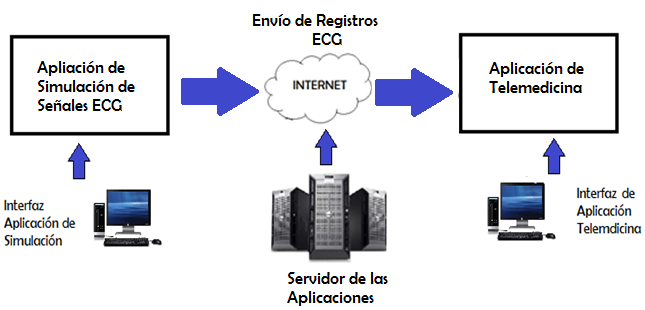 Envío de Registros
ECG
Apliación de
Simulación de
Señales ECG
INTERNET
Aplicación de
Telemedicina
Interfaz
Aplicación de
Simulación
Interfaz de
Aplicación
Telemdicina
Servidor de las
Aplicaciones